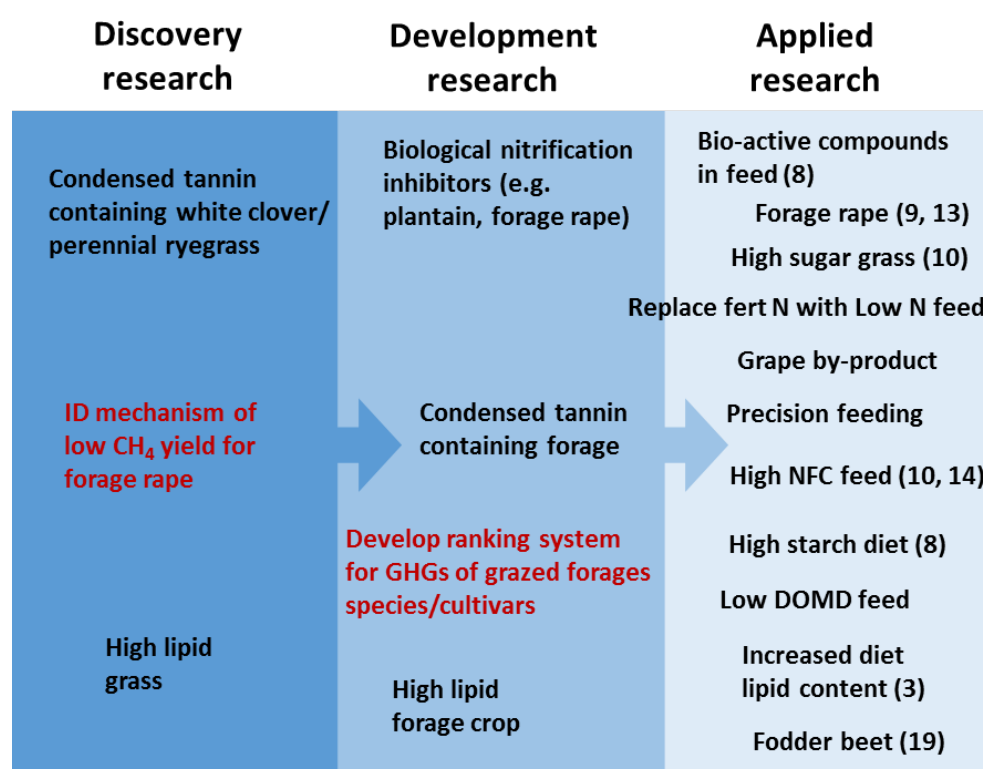 Discovery
research
Development
research
Applied
research
Condensed tannin
containing white clover/
perennial ryegrass
ID mechanism of
low CH₄ yield for
forage rape
High lipid
grass
Biological nitrification
inhibitors (e.g.
plantain, forage rape)
Condensed tannin
containing forage
Develop ranking system
for GHGs of grazed forages
species/cultivars
High lipid
forage crop
Bio-active compounds
in feed (8)
Forage rape (9, 13)
High sugar grass (10)
Replace fert N with Low N feed
Grape by-product
Precision feeding
High NFC feed (10, 14)
High starch diet (8)
Low DOMD feed
Increased diet
lipid content (3)
Fodder beet (19)